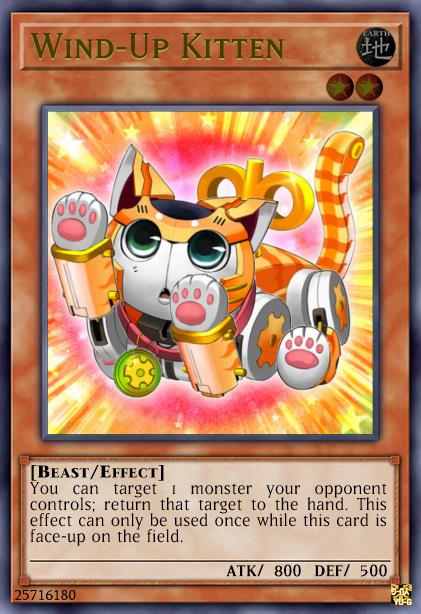 Wind-Up Kitten
EARTH
地
[Beast/Effect]
You can target 1 monster your opponent
controls; return that target to the hand. This
effect can only be used once while this card is
face-up on the field.
ATK/ 800 DEF/ 500
25716180